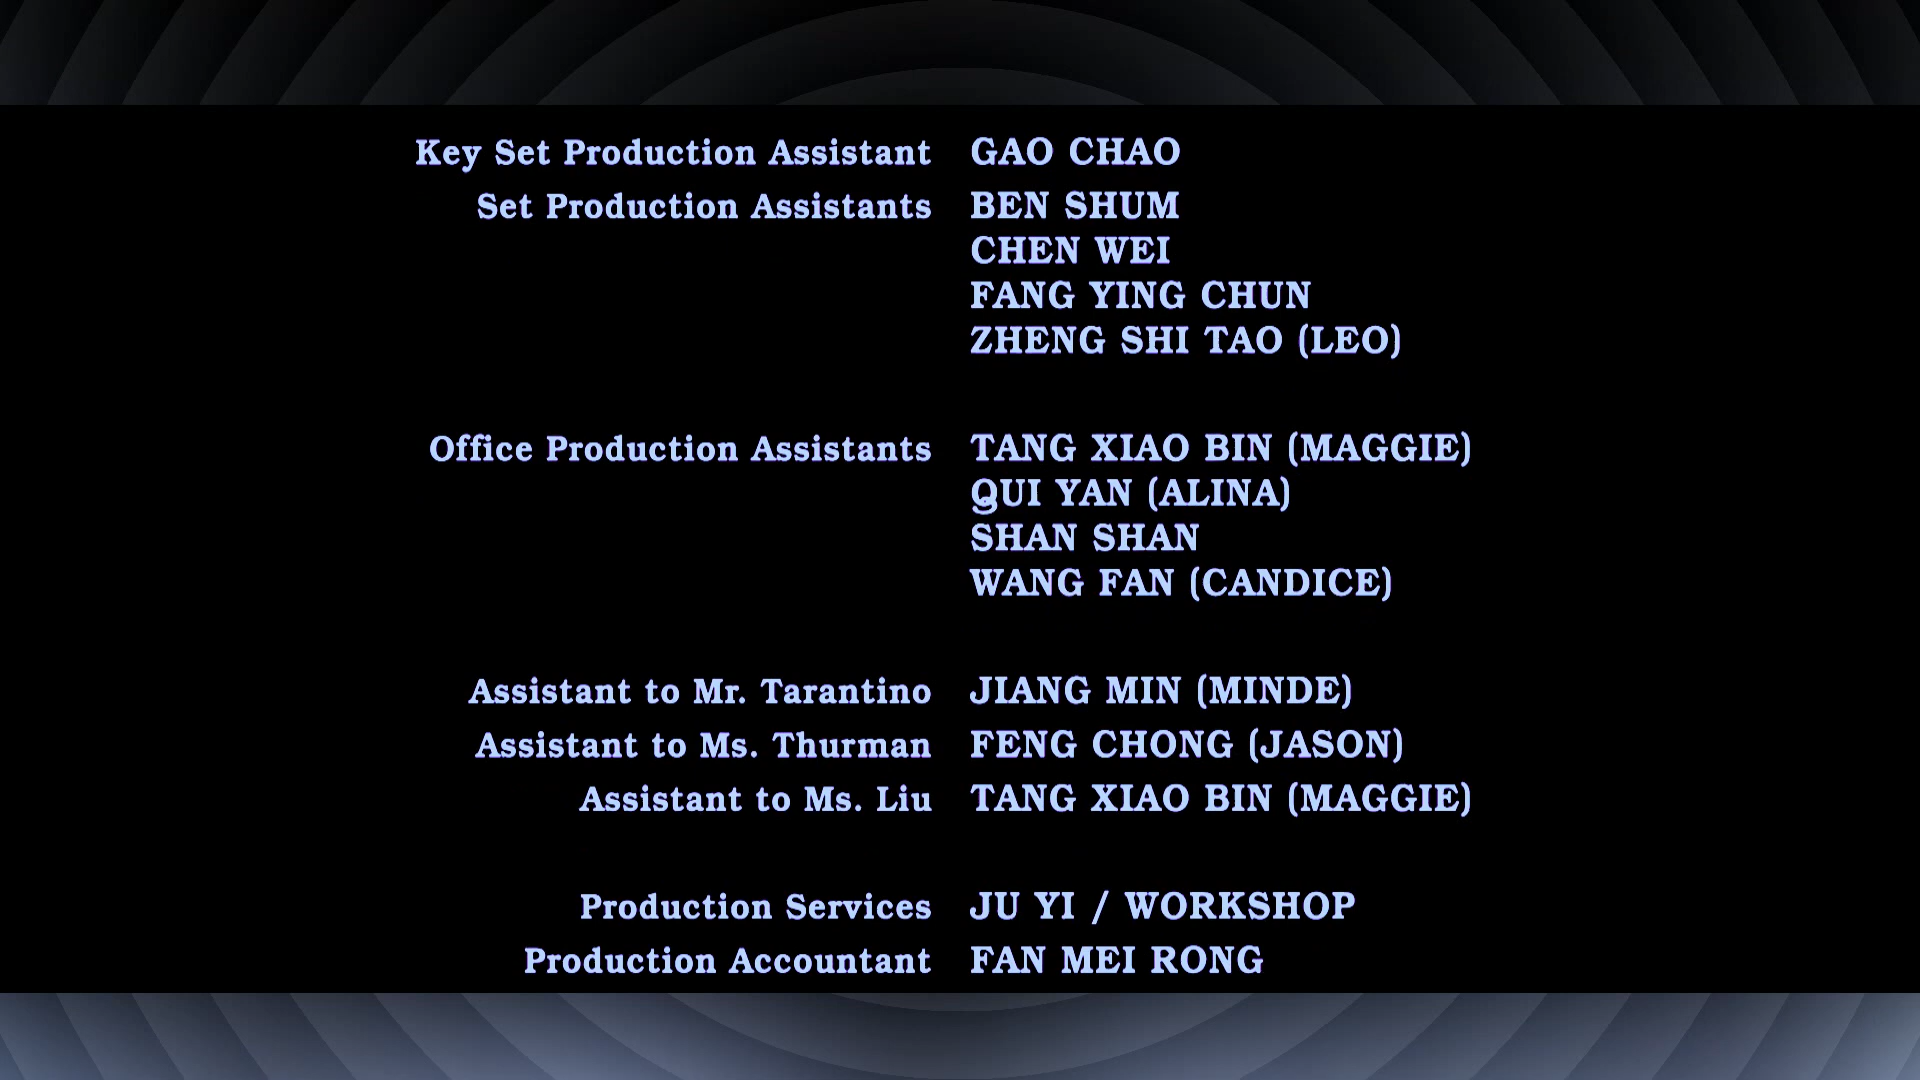 Key Set Production Assistant GAO CHAO
Set Production Assistants BEN SHUM
CHEN WEI
FANG YING CHUN
ZHENG SHI TAO (LEO)
Office Production Assistants TANG XIAO BIN (MAGGIE)
QUI YAN (ALINA)
SHAN SHAN
WANG FAN (CANDICE)
Assistant to Mr. Tarantino JIANG MIN (MINDE)
Assistant to Ms. Thurman FENG CHONG (JASON)
Assistant to Ms. Liu TANG XIAO BIN (MAGGIE)
Production Services JU YI / WORKSHOP
Production Accountant FAN MEI RONG